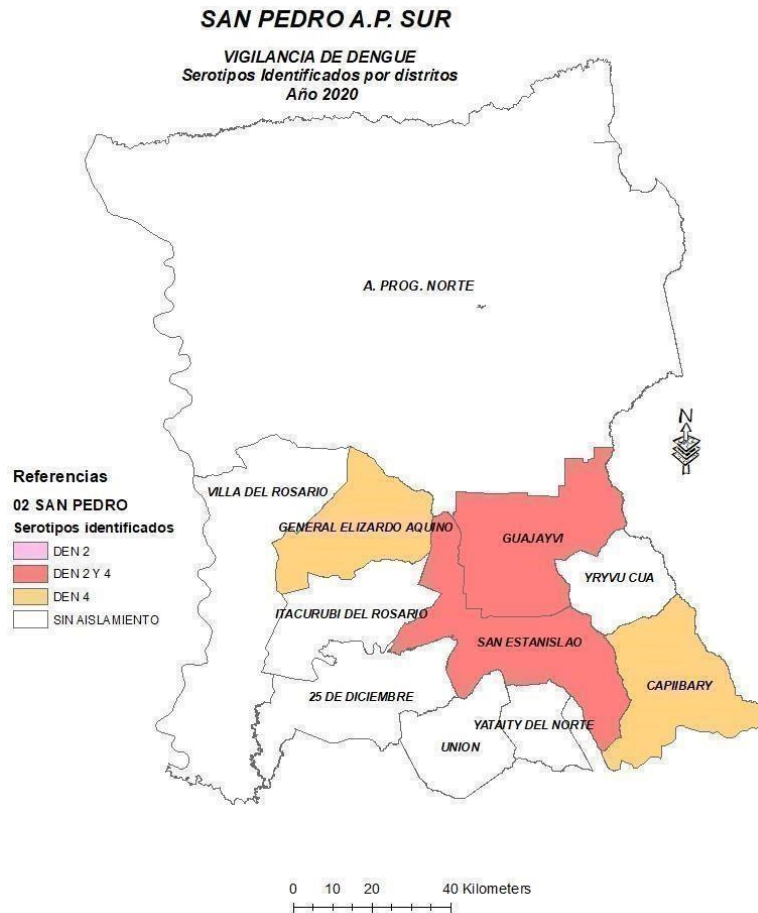 SAN PEDRO A.P. SUR
VIGILANCIA DE DENGUE
Serotipos Identificados por distritos
Año 2020
A. PROG. NORTE
N
Referencias
02 SAN PEDRO
Serotipos identificados
DEN 2
DEN 2 Y 4
DEN 4
SIN AISLAMIENTO
VILLA DEL ROSARIO
GENERAL ELIZARDO AQUINO
GUAJAYVI
YRYVU CUA
ITACURUBI DEL ROSARIO
SAN ESTANISLAO
CAPIIBARY
25 DE DICIEMBRE
YATAITY DEL NORTE
UNION
0 10 20 40 Kilometers